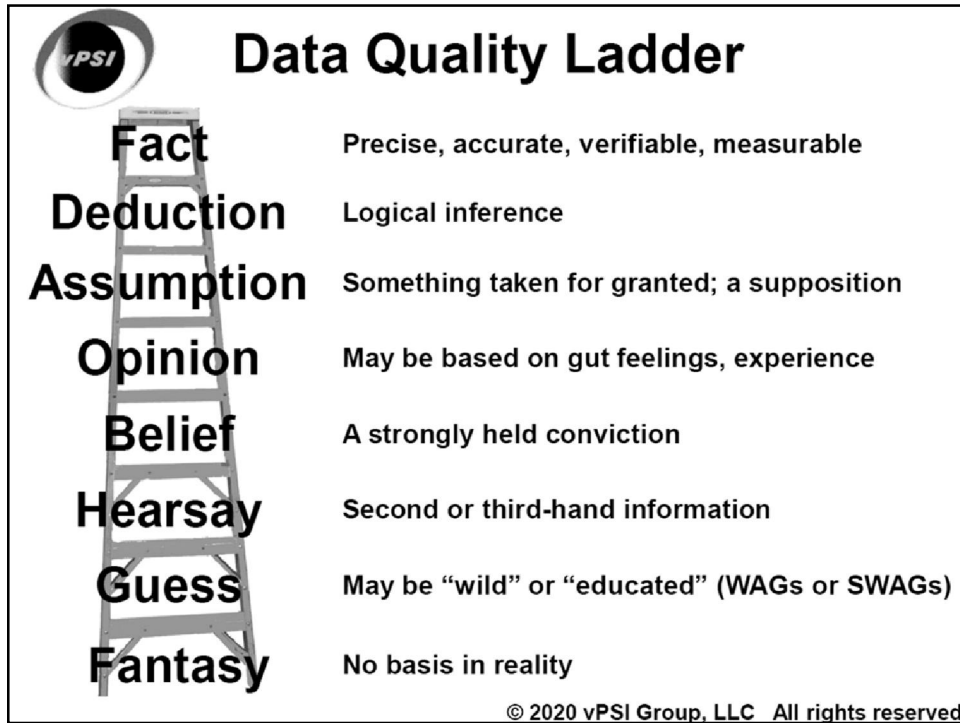 vPSI
Data Quality Ladder
Fact Precise, accurate, verifiable, measurable
Deduction Logical inference
Assumption Something taken for granted; a supposition
Opinion May be based on gut feelings, experience
Belief A strongly held conviction
Hearsay Second or third-hand information
Guess May be “wild” or “educated” (WAGs or SWAGs)
Fantasy No basis in reality
© 2020 vPSI Group, LLC All rights reserved